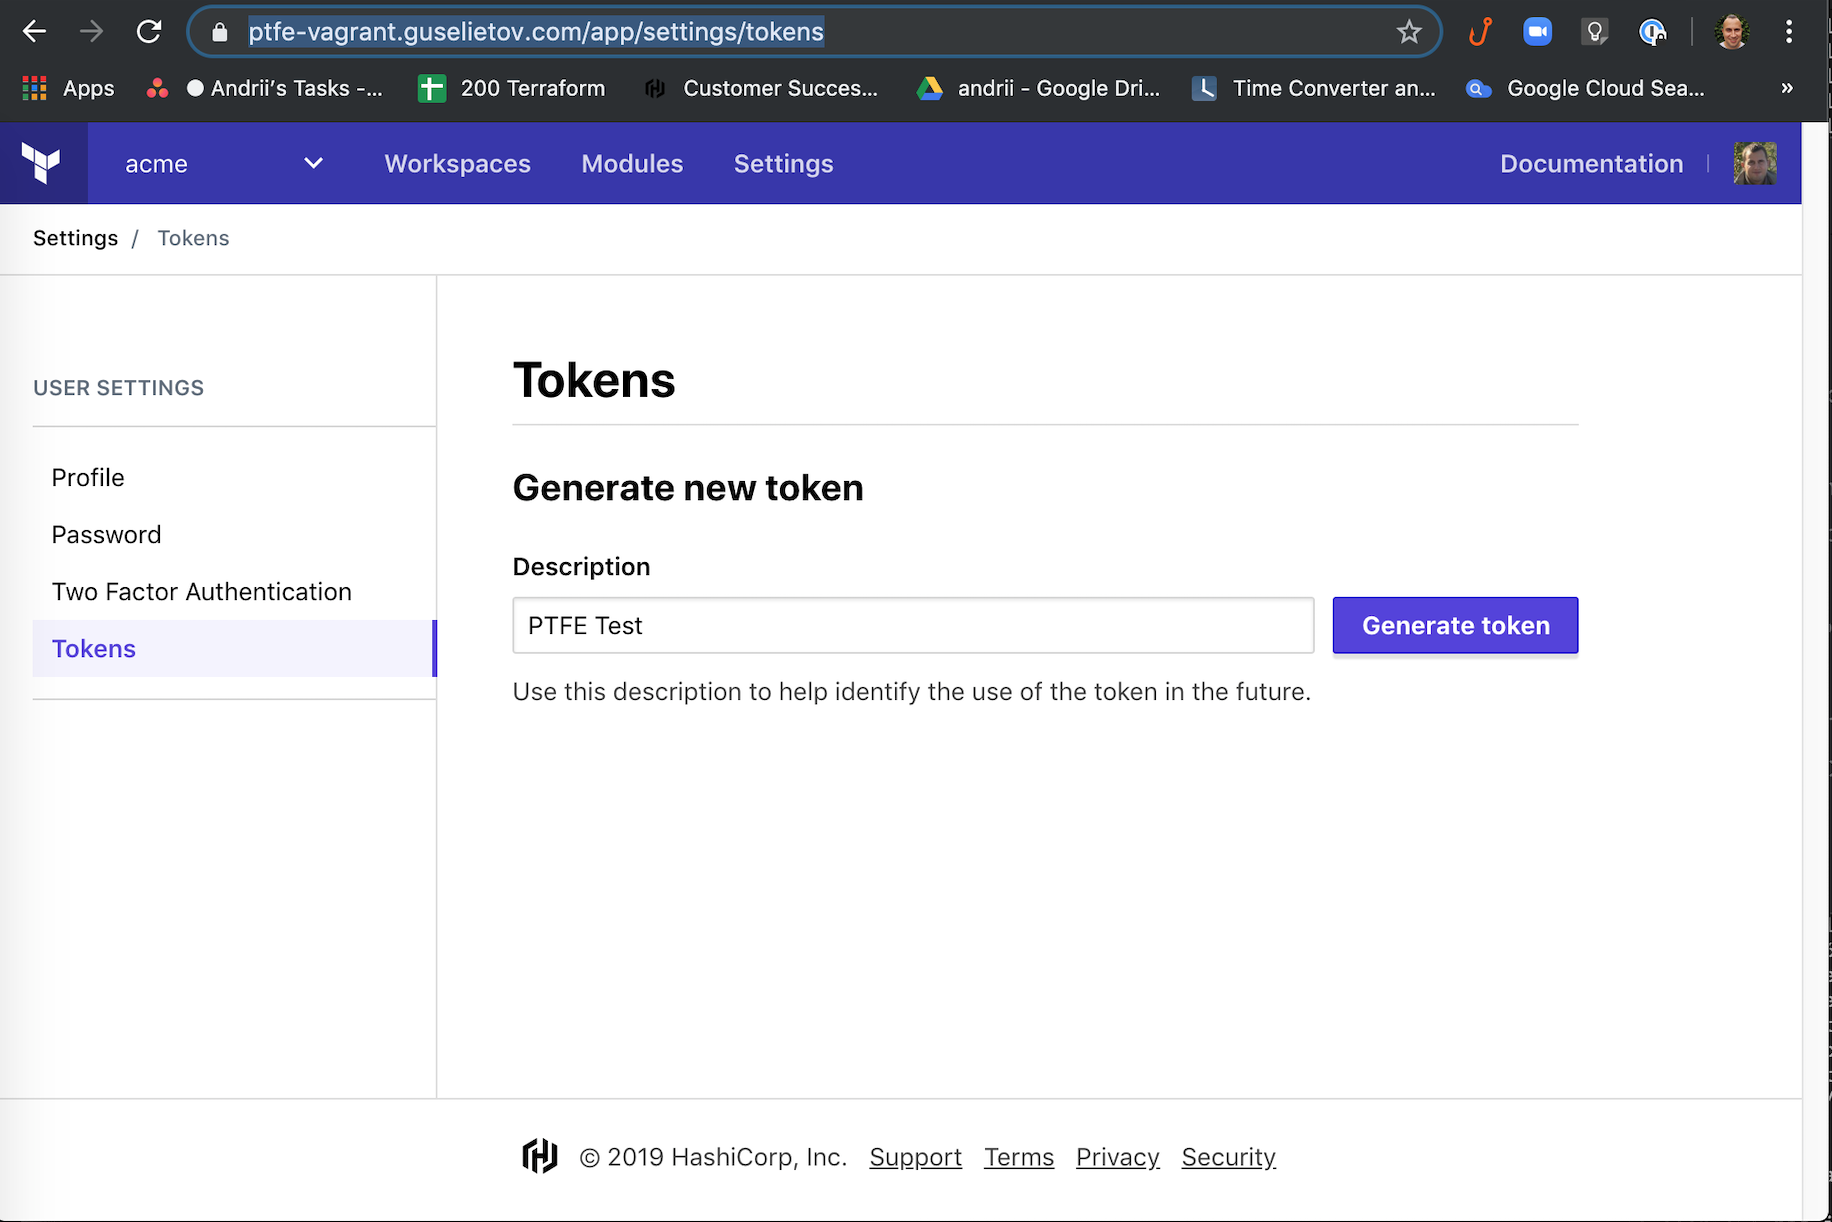 ptfe-vagrant.guselietov.com/app/settings/tokens
Apps
Andrii's Tasks -...
200 Terraform
Customer Succes...
andrii - Google Dri...
Time Converter an...
Google Cloud Sea...
»
acme
Workspaces
Modules
Settings
Documentation
Settings / Tokens
USER SETTINGS
Profile
Password
Two Factor Authentication
Tokens
Tokens
Generate new token
Description
PTFE Test
Generate token
Use this description to help identify the use of the token in the future.
© 2019 HashiCorp, Inc. Support Terms Privacy Security